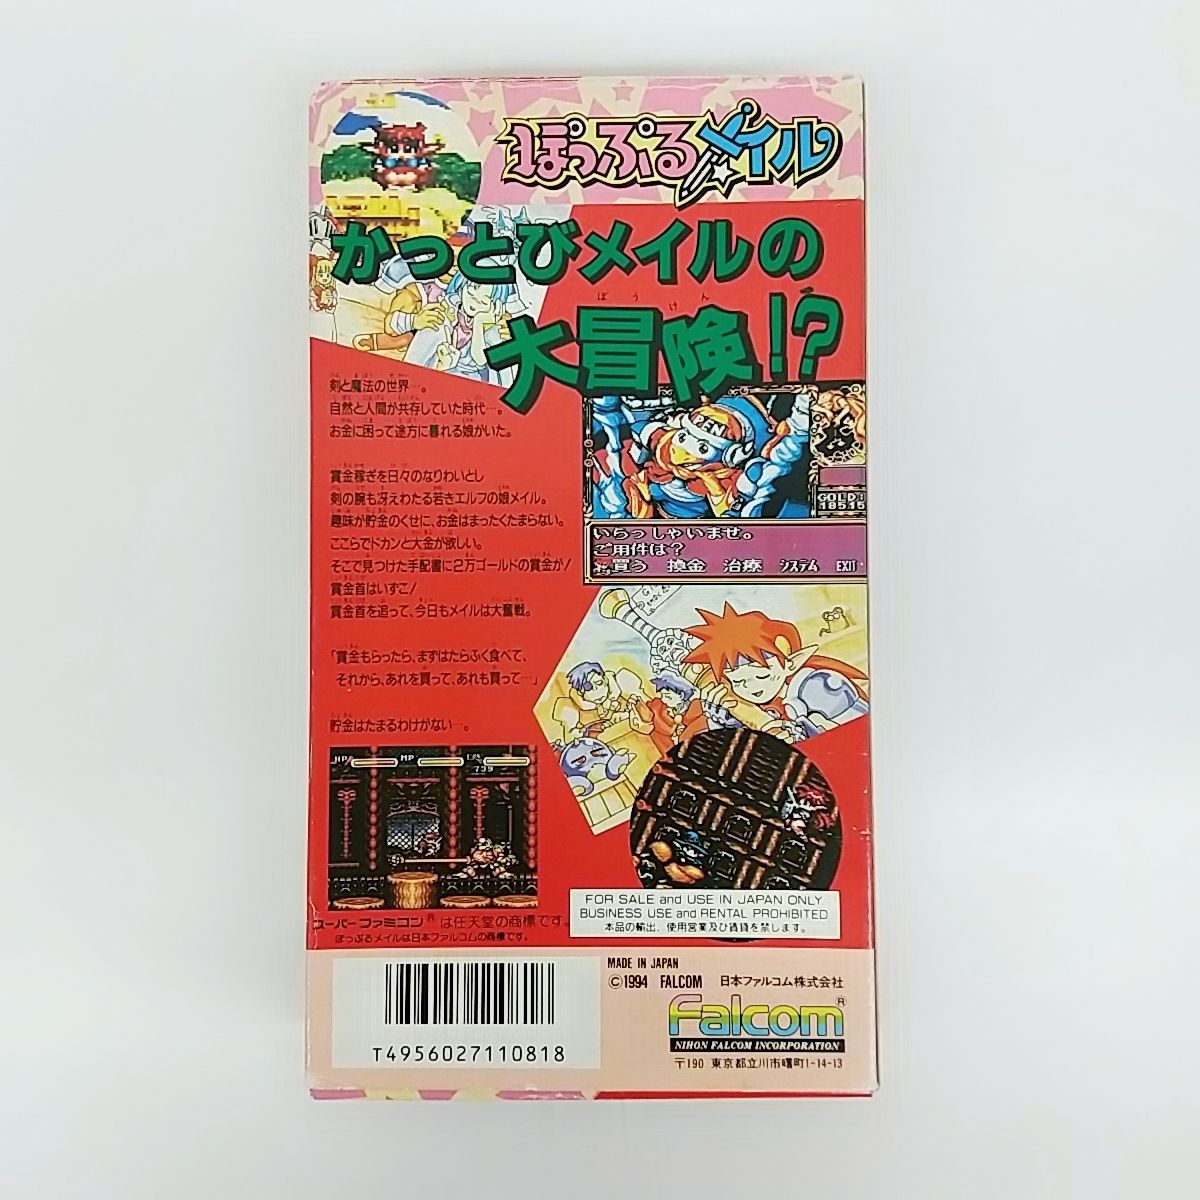 ぽっぷるメイル
かっとびメイルの
ぼうけん
大冒険!?
剣と魔法の世界…。
自然と人間が共存していた時代…。
お金に困って途方に暮れる娘がいた。
賞金稼ぎを日々のなりわいとし
剣の腕も冴えわたる若きエルフの娘メイル。
趣味が貯金のくせに、お金はまったくたまらない。
ここらでドカンと大金が欲しい。
そこで見つけた手配書に2万ゴールドの賞金が!
賞金首はいずこ!
賞金首を追って、今日もメイルは大奮戦。
「賞金もらったら、まずはたらふく食べて、
それから、あれを買って、あれも買って…」
貯金はたまるわけがない…。
PEN
GOLD:
18515
いらっしゃいませ。
ご用件は?
買う 換金 治療 システム EXIT
HP MP
739
スーパーファミコン®は任天堂の商標です。
ぽっぷるメイルは日本ファルコムの商標です。
FOR SALE and USE IN JAPAN ONLY
BUSINESS USE and RENTAL PROHIBITED
本品の輸出、使用営業及び賃貸を禁じます。
MADE IN JAPAN
©1994 FALCOM 日本ファルコム株式会社
Falcom®
NIHON FALCOM INCORPORATION
〒190 東京都立川市曙町1-14-13
T4956027110818